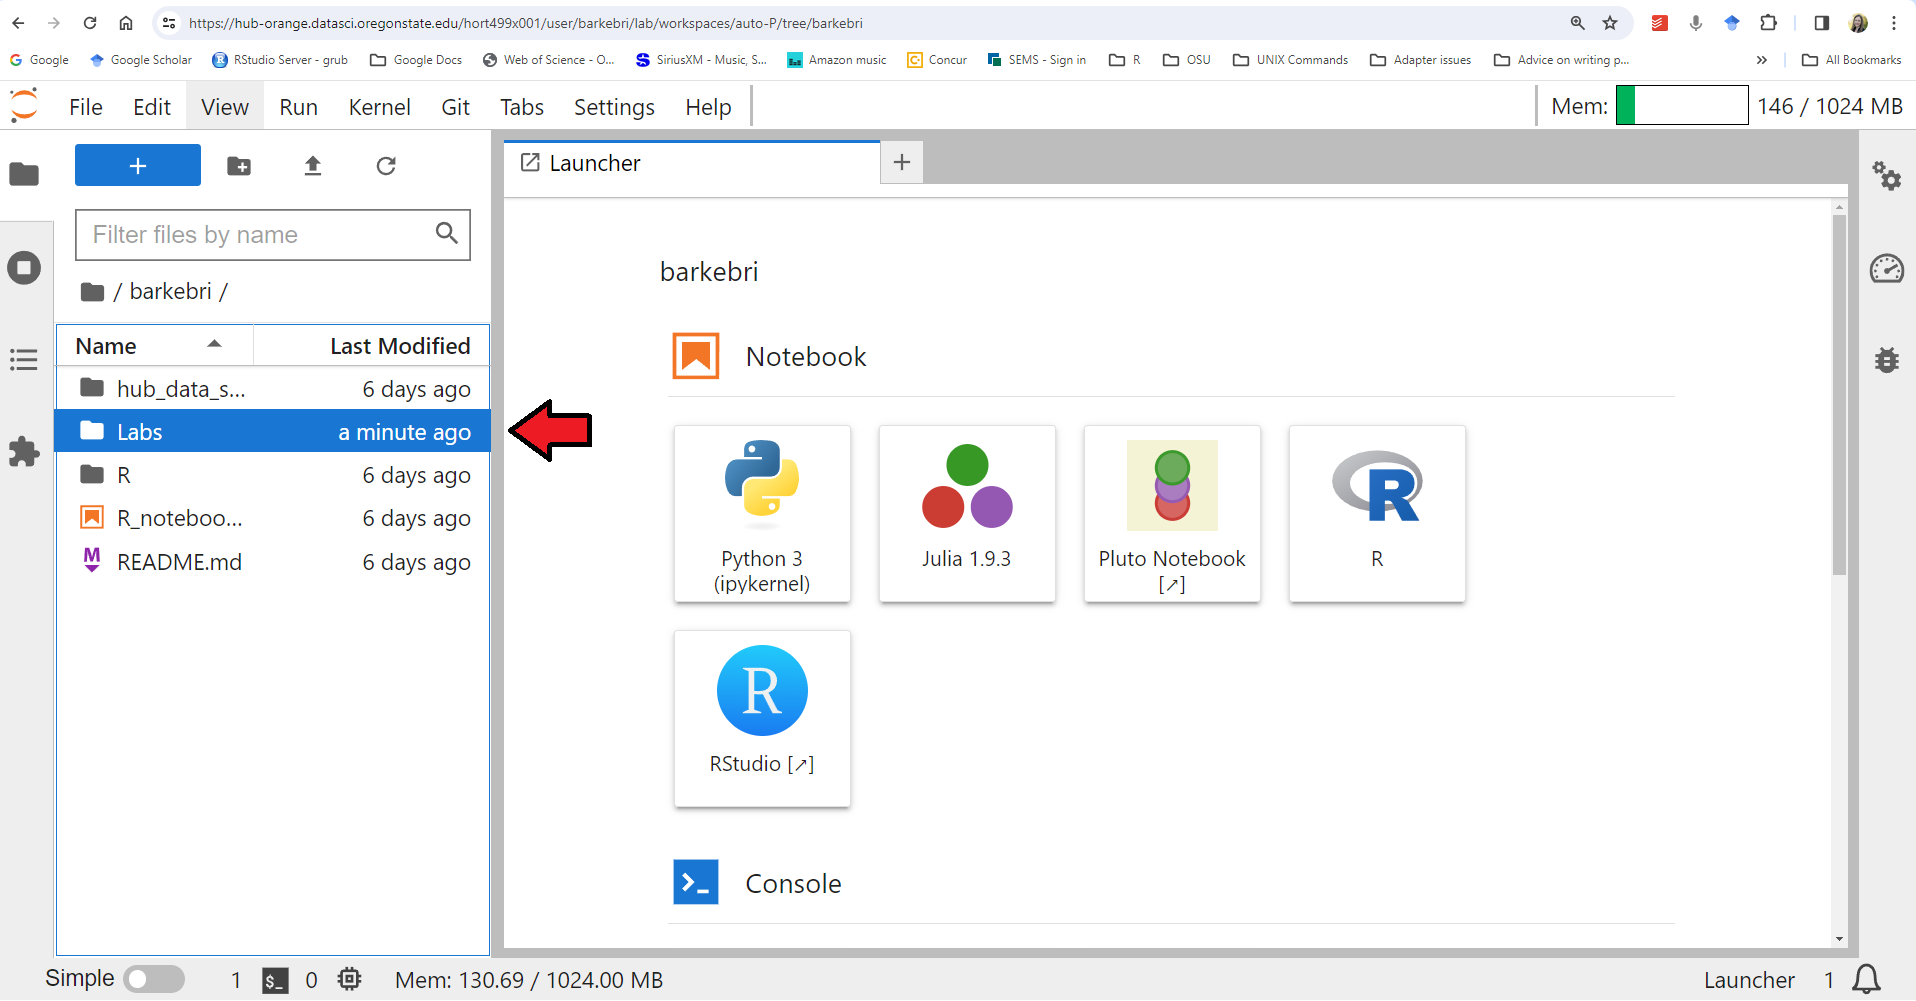 https://hub-orange.datasci.oregonstate.edu/hort499x001/user/barkebri/lab/workspaces/auto-P/tree/barkebri
Google Google Scholar RStudio Server - grub Google Docs Web of Science - O... SiriusXM - Music, S... Amazon music Concur SEMS - Sign in R OSU UNIX Commands Adapter issues Advice on writing p... » All Bookmarks
File Edit View Run Kernel Git Tabs Settings Help Mem: 146 / 1024 MB
+
Launcher
+
Filter files by name
/ barkebri /
Name Last Modified
hub_data_s... 6 days ago
Labs a minute ago
R 6 days ago
R_noteboo... 6 days ago
M README.md 6 days ago
barkebri
Notebook
Python 3
(ipykernel)
Julia 1.9.3
Pluto Notebook
[↗]
R
R
RStudio [↗]
Console
Simple 1 $_ 0 Mem: 130.69 / 1024.00 MB Launcher 1